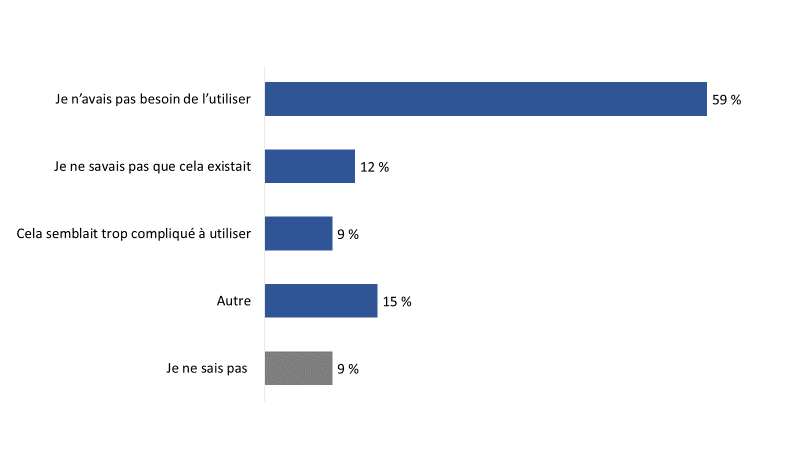 Je n’avais pas besoin de l’utiliser 59 %
Je ne savais pas que cela existait 12 %
Cela semblait trop compliqué à utiliser 9 %
Autre 15 %
Je ne sais pas 9 %